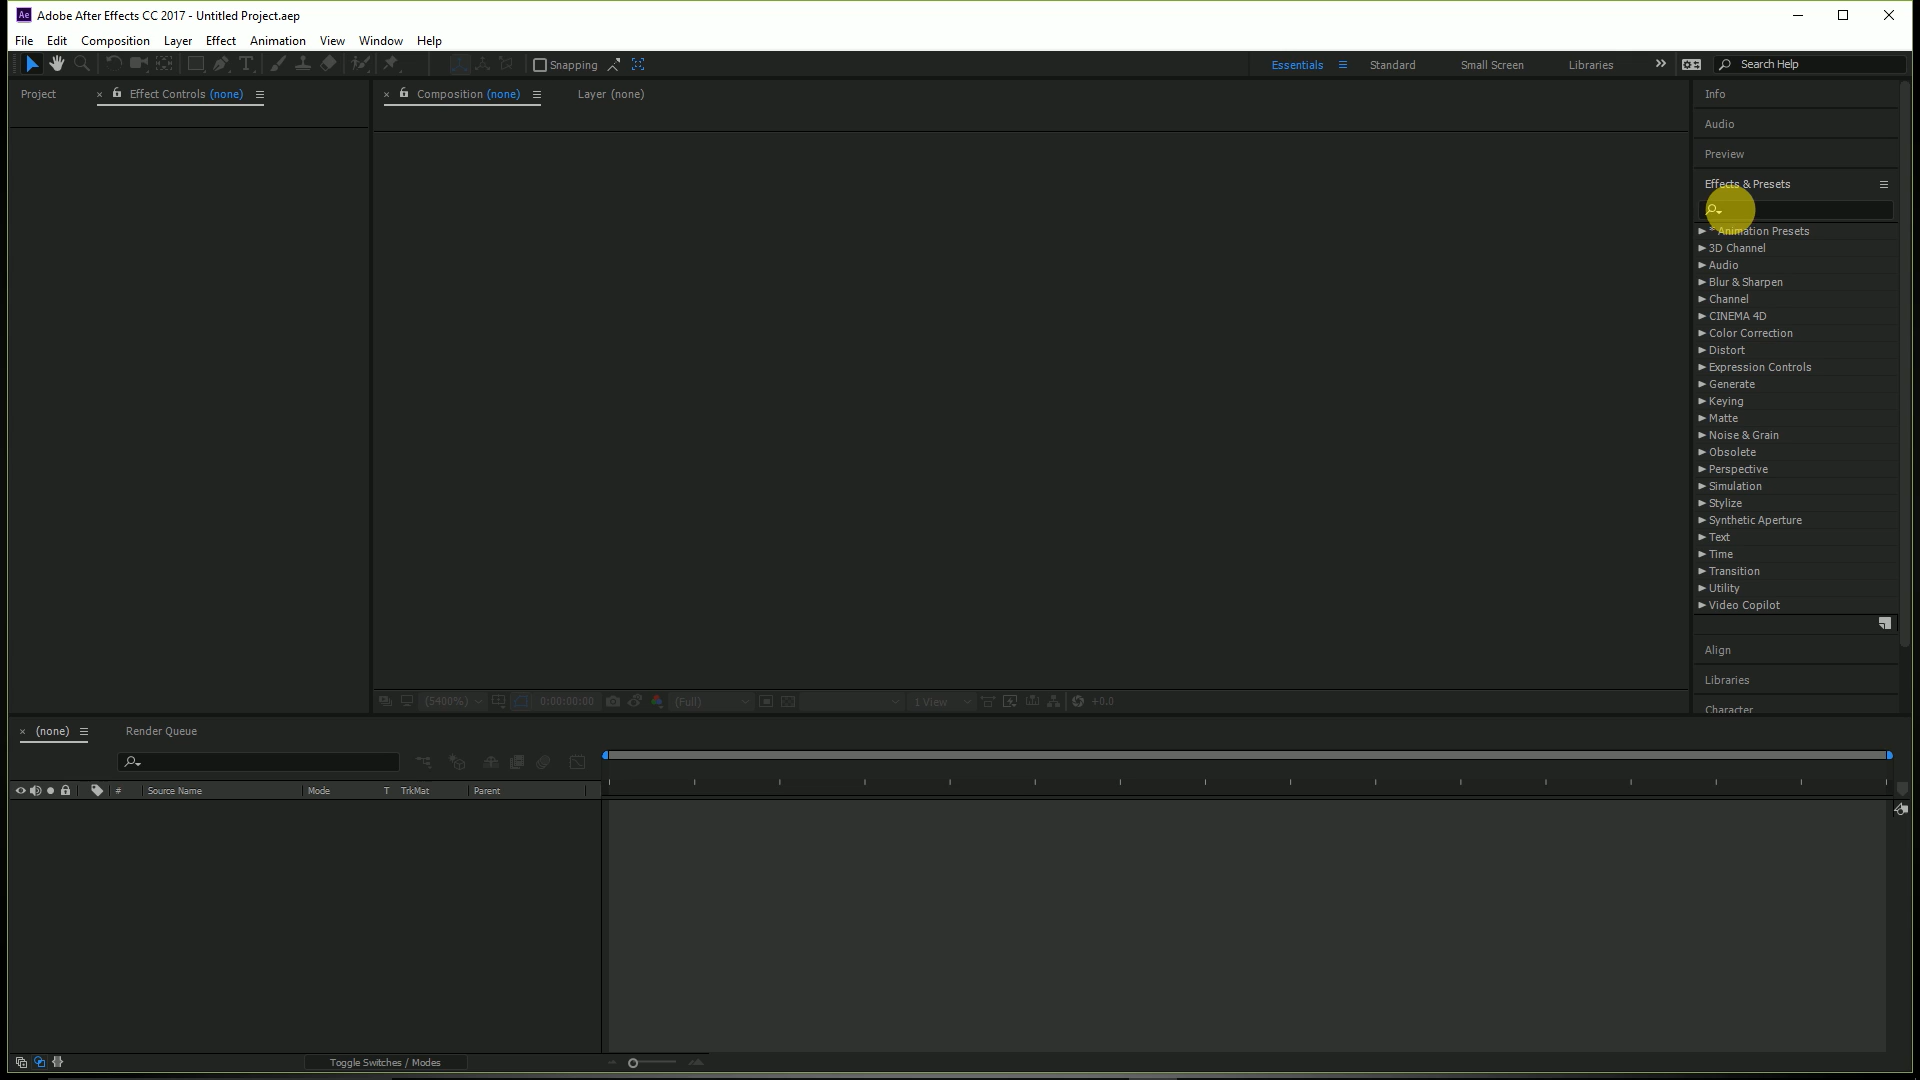 Adobe After Effects CC 2017 - Untitled Project.aep
File Edit Composition Layer Effect Animation View Window Help
Snapping
Essentials Standard Small Screen Libraries Search Help
Project Effect Controls (none)
Composition (none) Layer (none)
Info
Audio
Preview
Effects & Presets
* Animation Presets
3D Channel
Audio
Blur & Sharpen
Channel
CINEMA 4D
Color Correction
Distort
Expression Controls
Generate
Keying
Matte
Noise & Grain
Obsolete
Perspective
Simulation
Stylize
Synthetic Aperture
Text
Time
Transition
Utility
Video Copilot
Align
Libraries
Character
(5400%) 0:00:00:00 (Full) 1 View +0.0
(none) Render Queue
# Source Name Mode T TrkMat Parent
Toggle Switches / Modes